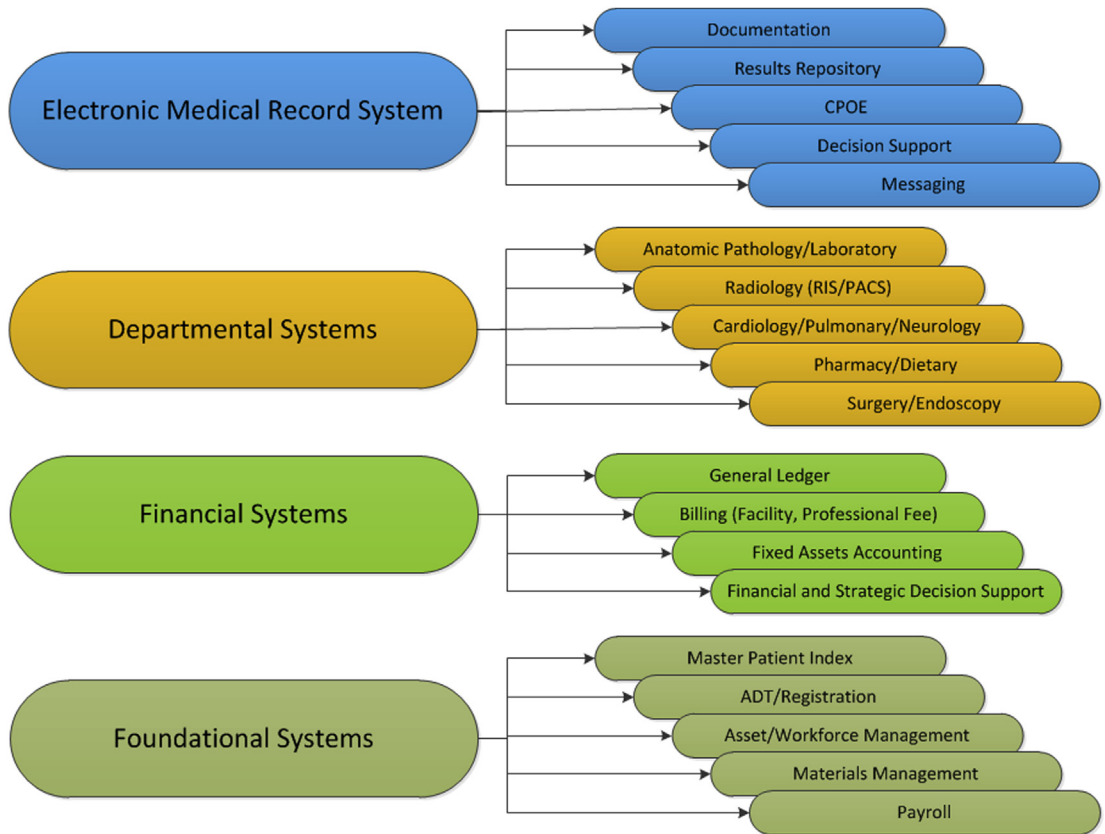 Electronic Medical Record System
Documentation
Results Repository
CPOE
Decision Support
Messaging
Departmental Systems
Anatomic Pathology/Laboratory
Radiology (RIS/PACS)
Cardiology/Pulmonary/Neurology
Pharmacy/Dietary
Surgery/Endoscopy
Financial Systems
General Ledger
Billing (Facility, Professional Fee)
Fixed Assets Accounting
Financial and Strategic Decision Support
Foundational Systems
Master Patient Index
ADT/Registration
Asset/Workforce Management
Materials Management
Payroll